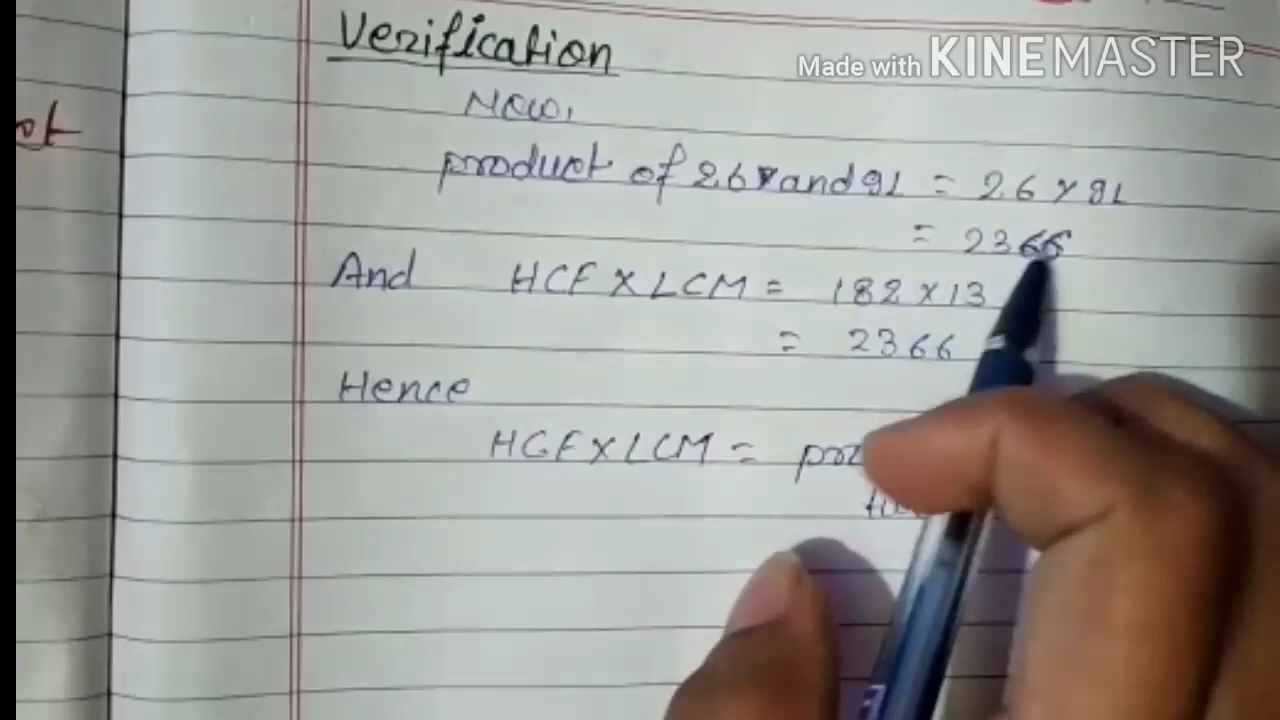 Verification
Made with KINEMASTER
Now,
ot
product of 26 and 91 = 26 × 91
= 2366
And HCF × LCM = 182 × 13
= 2366
Hence
HCF × LCM =